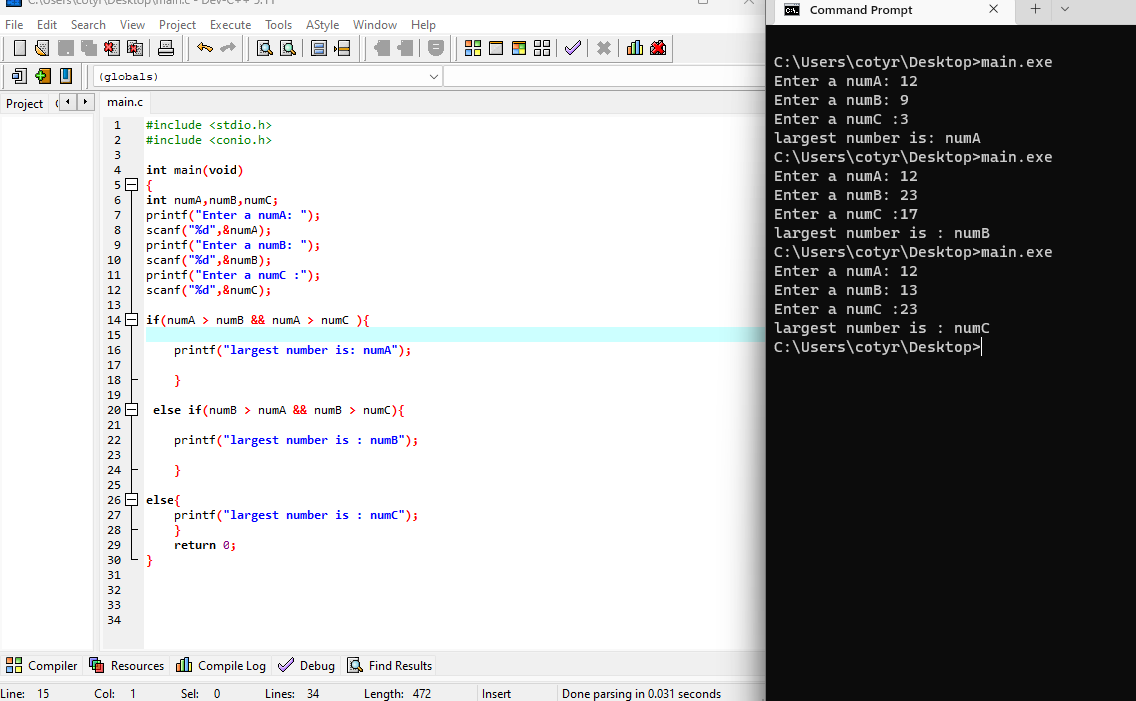 C:\Users\cotyr\Desktop\main.c - Dev-C++ 5.11
File Edit Search View Project Execute Tools AStyle Window Help
(globals)
Project
main.c
1 #include <stdio.h>
2 #include <conio.h>
3
4 int main(void)
5 {
6 int numA,numB,numC;
7 printf("Enter a numA: ");
8 scanf("%d",&numA);
9 printf("Enter a numB: ");
10 scanf("%d",&numB);
11 printf("Enter a numC :");
12 scanf("%d",&numC);
13
14 if(numA > numB && numA > numC ){
15
16     printf("largest number is: numA");
17
18     }
19
20  else if(numB > numA && numB > numC){
21
22     printf("largest number is : numB");
23
24     }
25
26 else{
27     printf("largest number is : numC");
28     }
29     return 0;
30 }
31
32
33
34
Compiler Resources Compile Log Debug Find Results
Line: 15 Col: 1 Sel: 0 Lines: 34 Length: 472 Insert Done parsing in 0.031 seconds
Command Prompt
C:\Users\cotyr\Desktop>main.exe
Enter a numA: 12
Enter a numB: 9
Enter a numC :3
largest number is: numA
C:\Users\cotyr\Desktop>main.exe
Enter a numA: 12
Enter a numB: 23
Enter a numC :17
largest number is : numB
C:\Users\cotyr\Desktop>main.exe
Enter a numA: 12
Enter a numB: 13
Enter a numC :23
largest number is : numC
C:\Users\cotyr\Desktop>